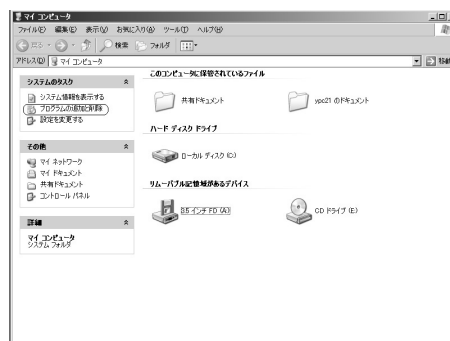 マイ コンピュータ
ファイル(F) 編集(E) 表示(V) お気に入り(A) ツール(T) ヘルプ(H)
戻る 検索 フォルダ
アドレス(D) マイ コンピュータ 移動
システムのタスク
システム情報を表示する
プログラムの追加と削除
設定を変更する
その他
マイ ネットワーク
マイ ドキュメント
共有ドキュメント
コントロール パネル
詳細
マイ コンピュータ
システム フォルダ
このコンピュータに保管されているファイル
共有ドキュメント ypc21 のドキュメント
ハード ディスク ドライブ
ローカル ディスク (C:)
リムーバブル記憶域があるデバイス
3.5 インチ FD (A:) CD ドライブ (E:)